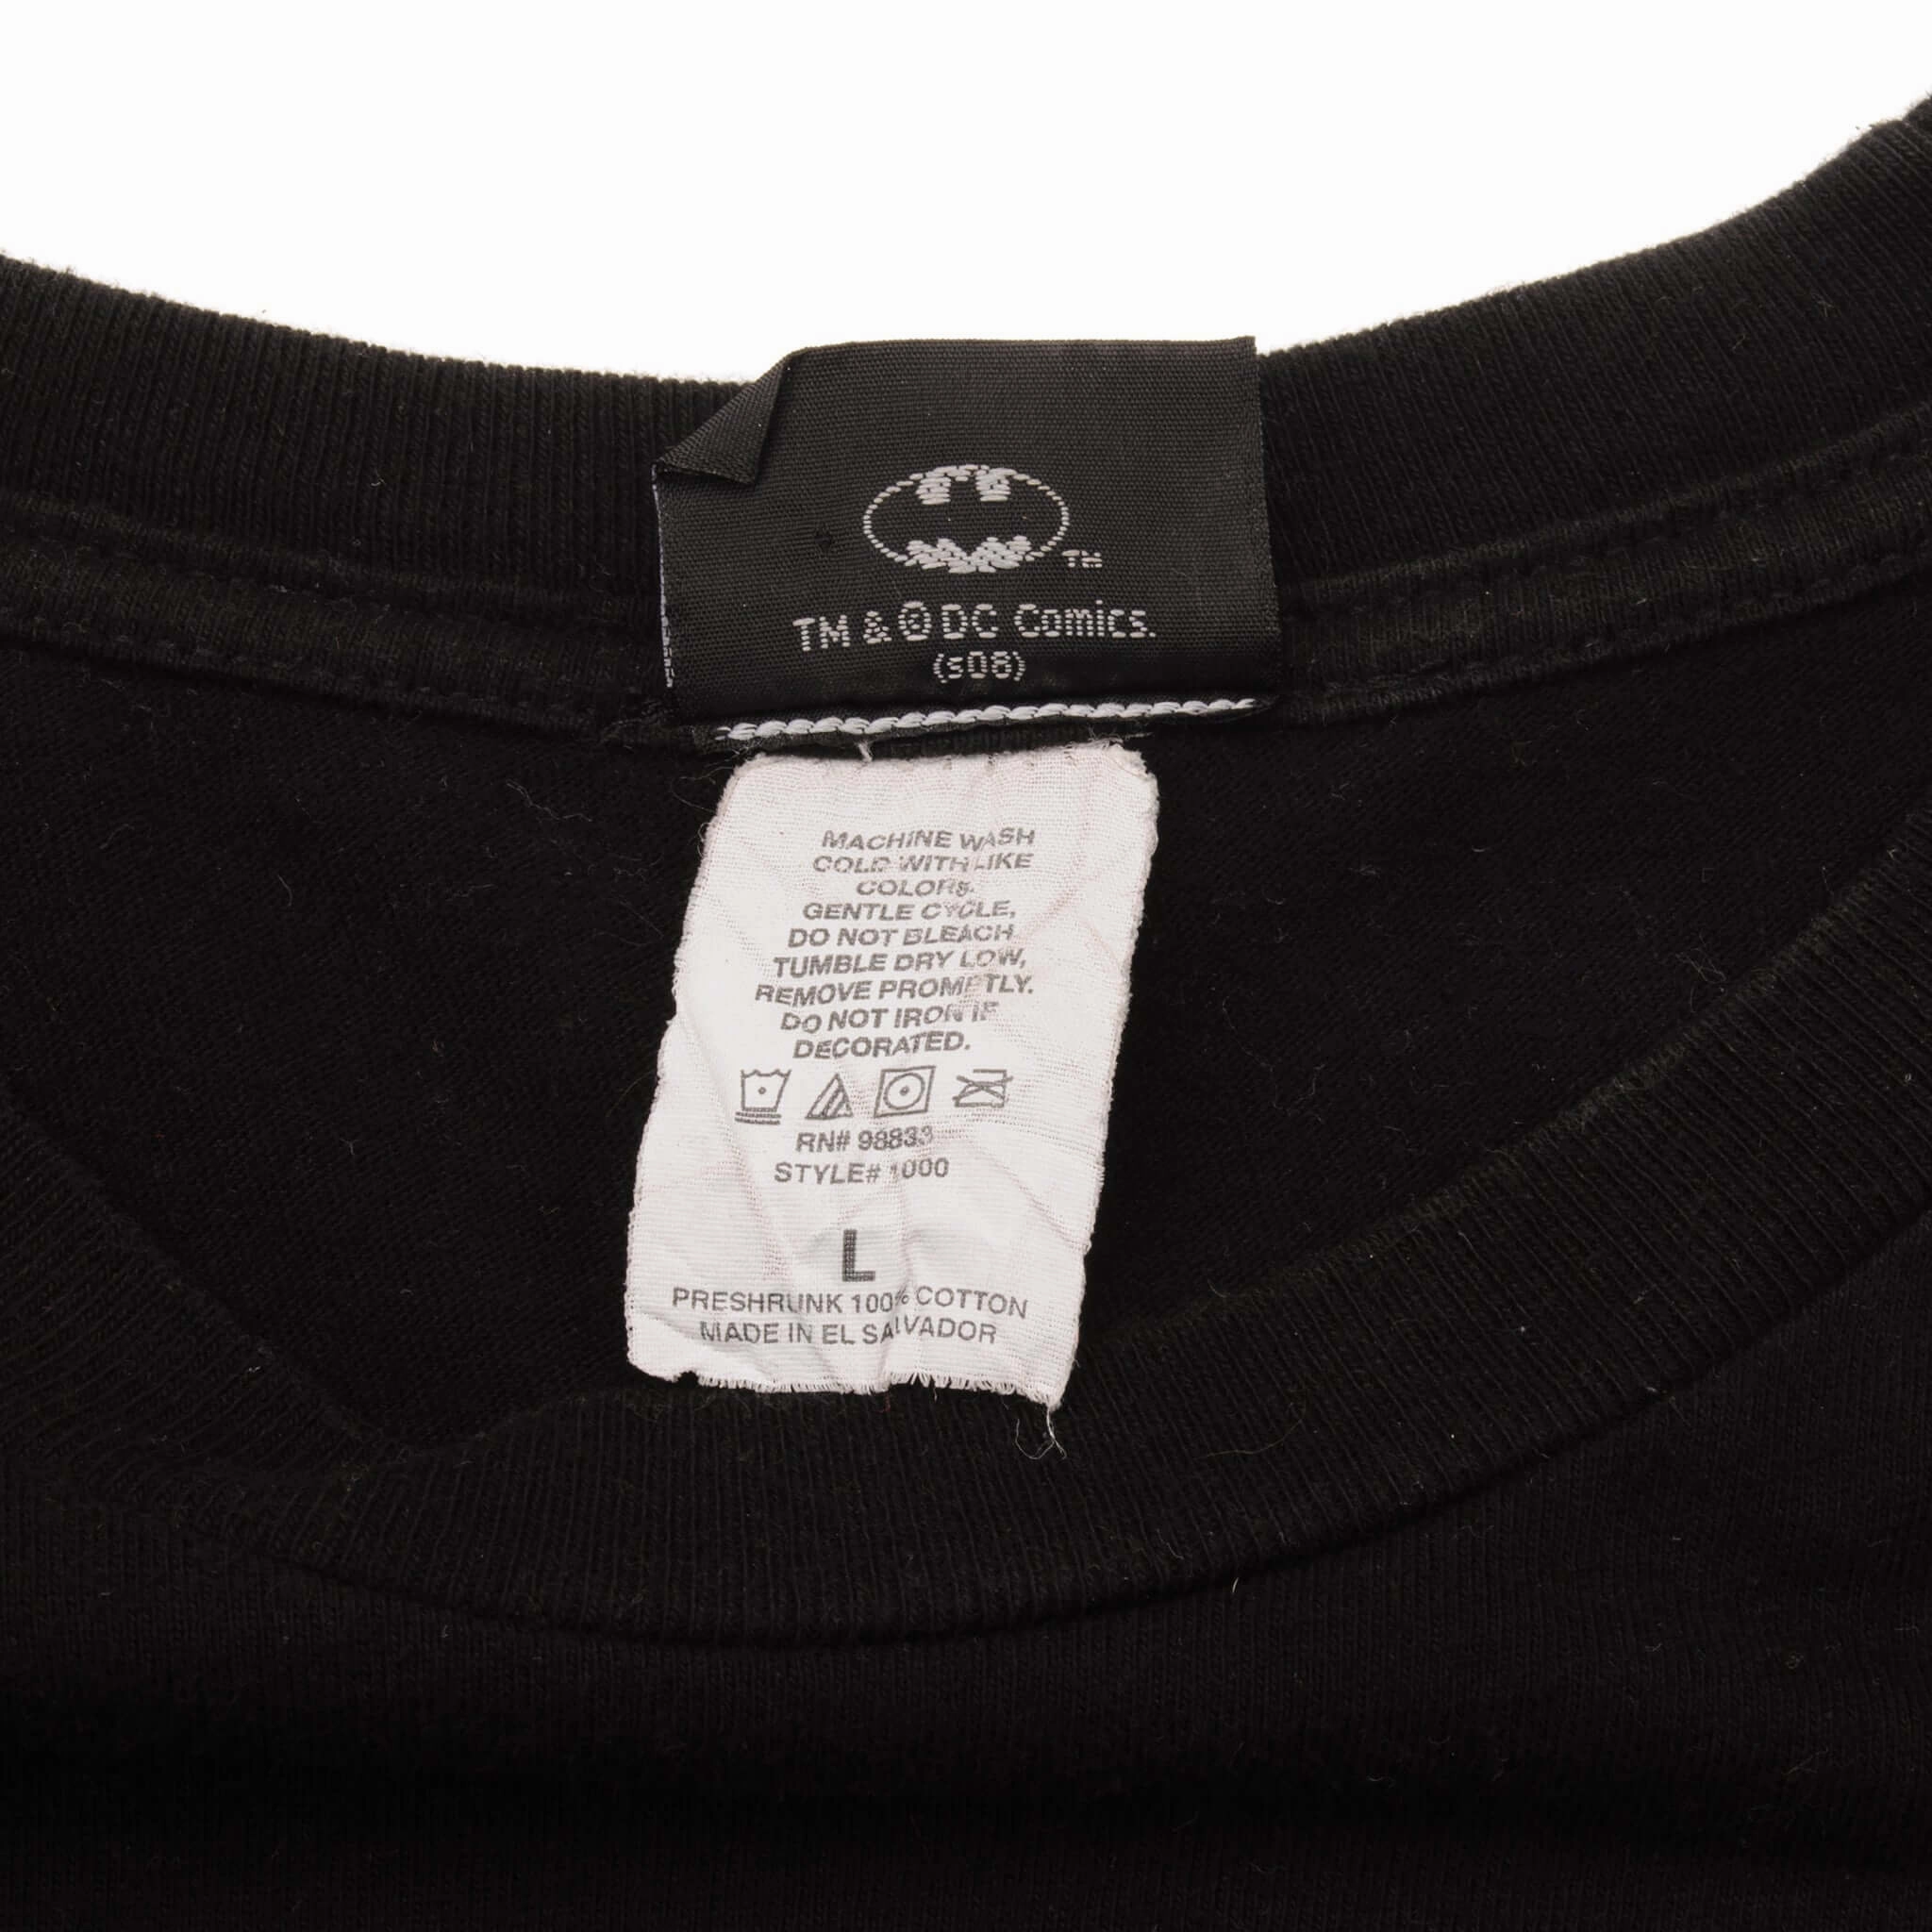 TM
TM & © DC Comics.
(s08)
MACHINE WASH
COLD WITH LIKE
COLORS.
GENTLE CYCLE,
DO NOT BLEACH
TUMBLE DRY LOW,
REMOVE PROMPTLY.
DO NOT IRON IF
DECORATED.
RN# 98833
STYLE# 1000
L
PRESHRUNK 100% COTTON
MADE IN EL SALVADOR